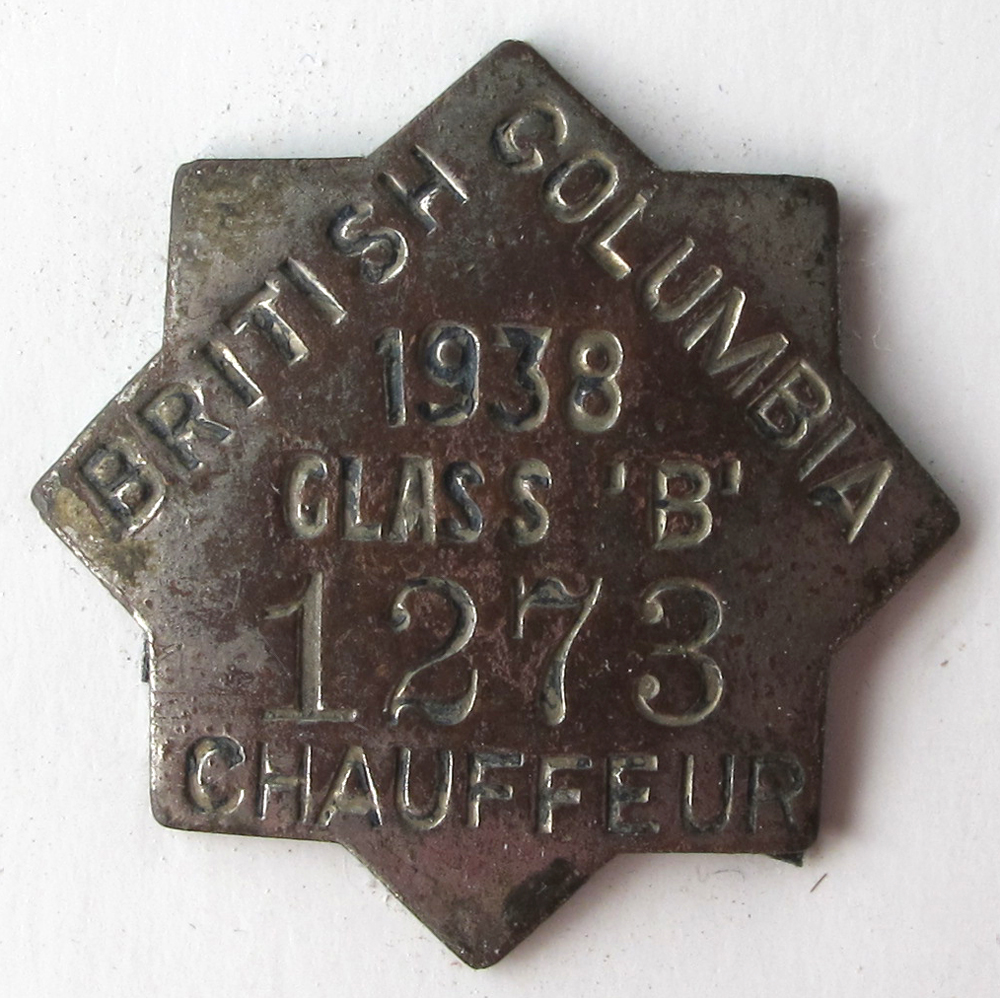 BRITISH COLUMBIA
1938
CLASS 'B'
1273
CHAUFFEUR